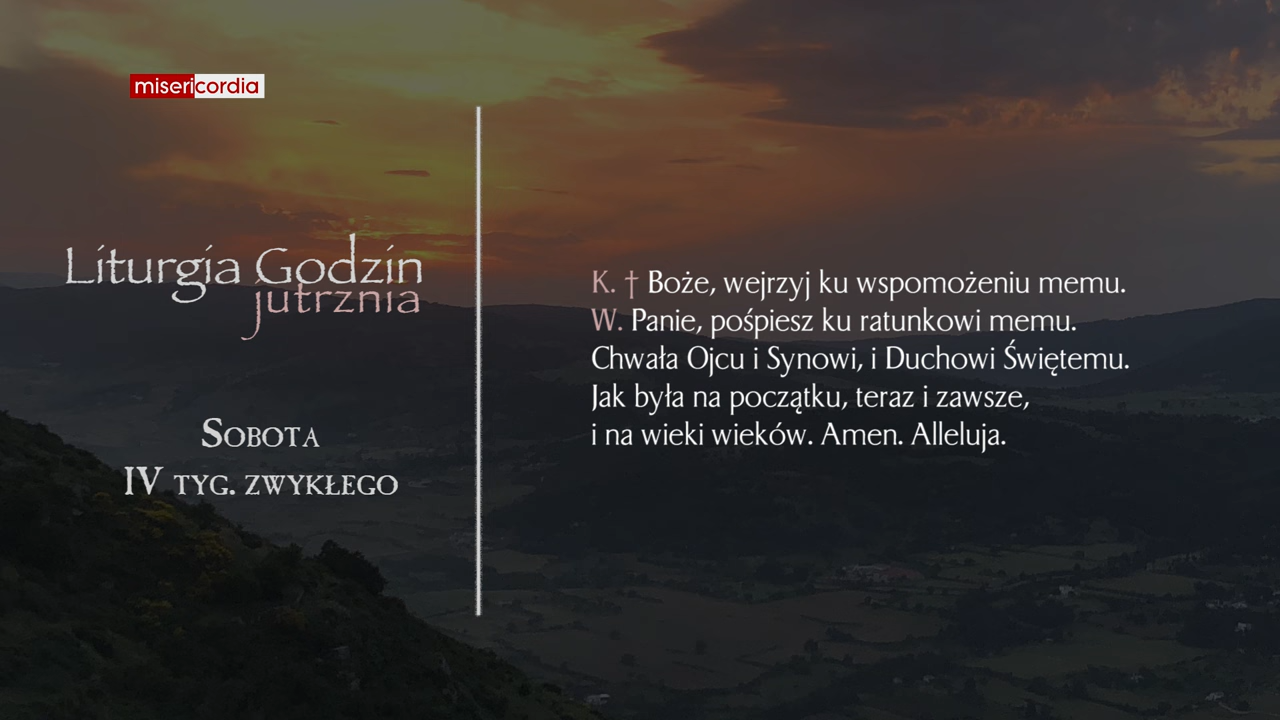 misericordia
Liturgia Godzin
jutrznia
Sobota
IV tyg. zwykłego
K. † Boże, wejrzyj ku wspomożeniu memu.
W. Panie, pośpiesz ku ratunkowi memu.
Chwała Ojcu i Synowi, i Duchowi Świętemu.
Jak była na początku, teraz i zawsze,
i na wieki wieków. Amen. Alleluja.